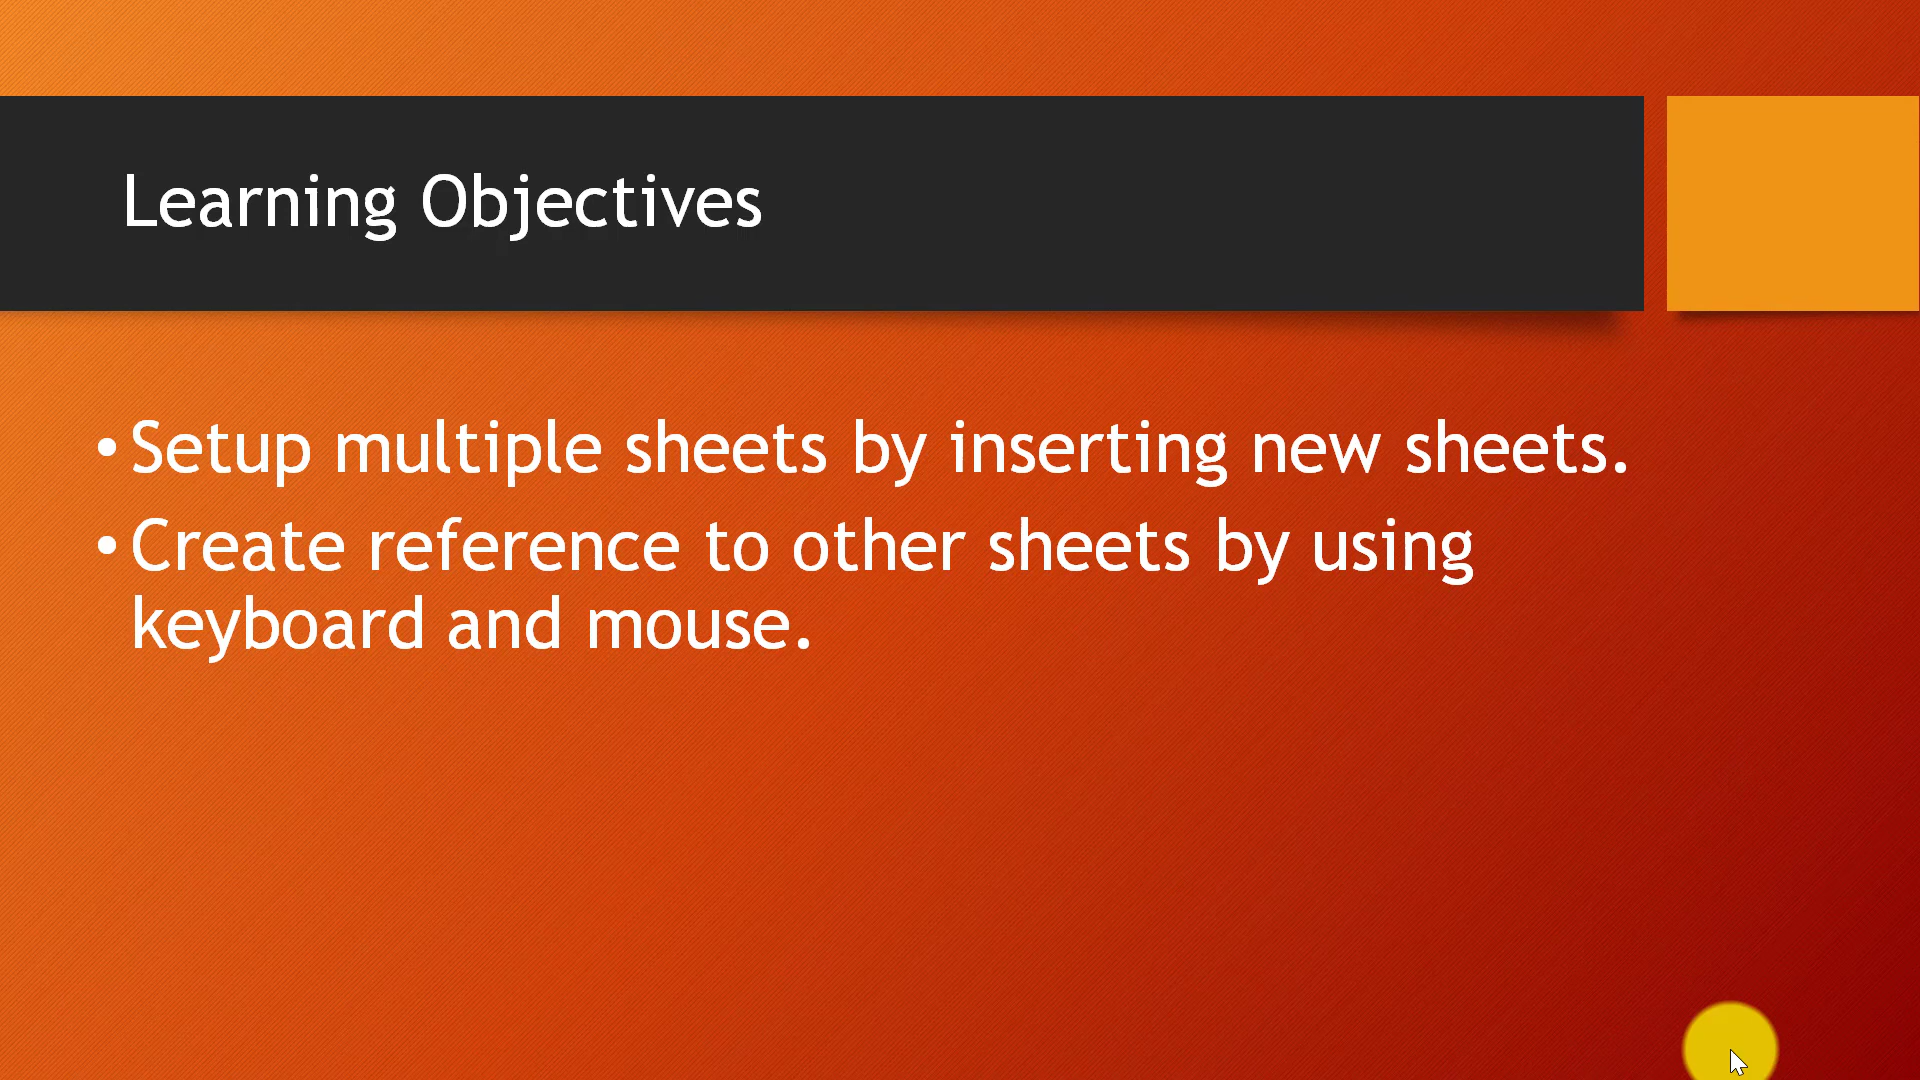 Learning Objectives
• Setup multiple sheets by inserting new sheets.
• Create reference to other sheets by using
keyboard and mouse.